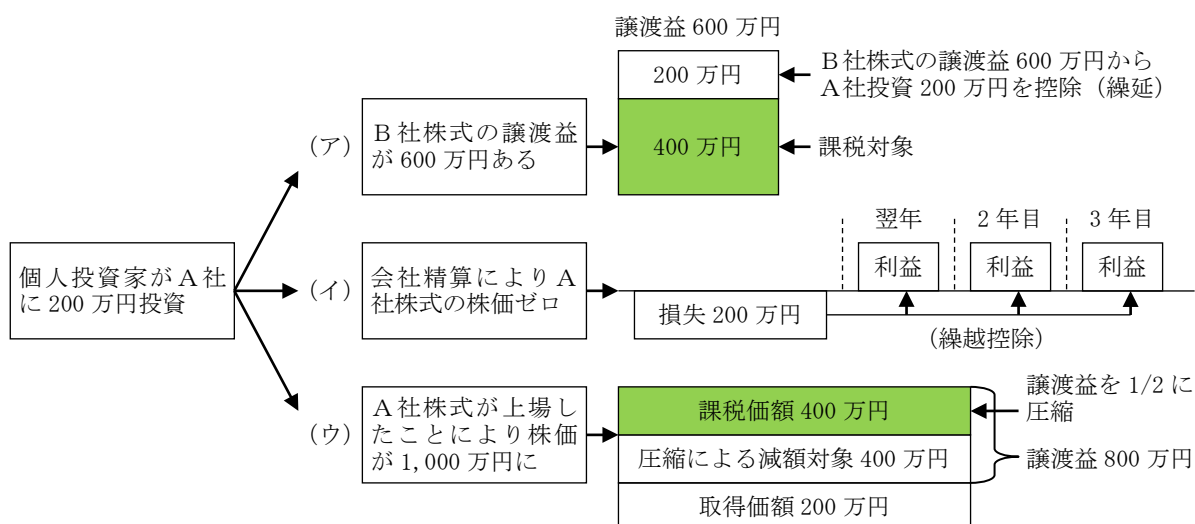 譲渡益 600 万円
200 万円
Ｂ社株式の譲渡益 600 万円から
Ａ社投資 200 万円を控除（繰延）
（ア）
Ｂ社株式の譲渡益
が 600 万円ある
400 万円
課税対象
個人投資家がＡ社
に 200 万円投資
（イ）
会社精算によりＡ
社株式の株価ゼロ
翌年
2 年目
3 年目
利益
利益
利益
損失 200 万円
（繰越控除）
（ウ）
Ａ社株式が上場し
たことにより株価
が 1,000 万円に
課税価額 400 万円
譲渡益を 1/2 に
圧縮
圧縮による減額対象 400 万円
譲渡益 800 万円
取得価額 200 万円